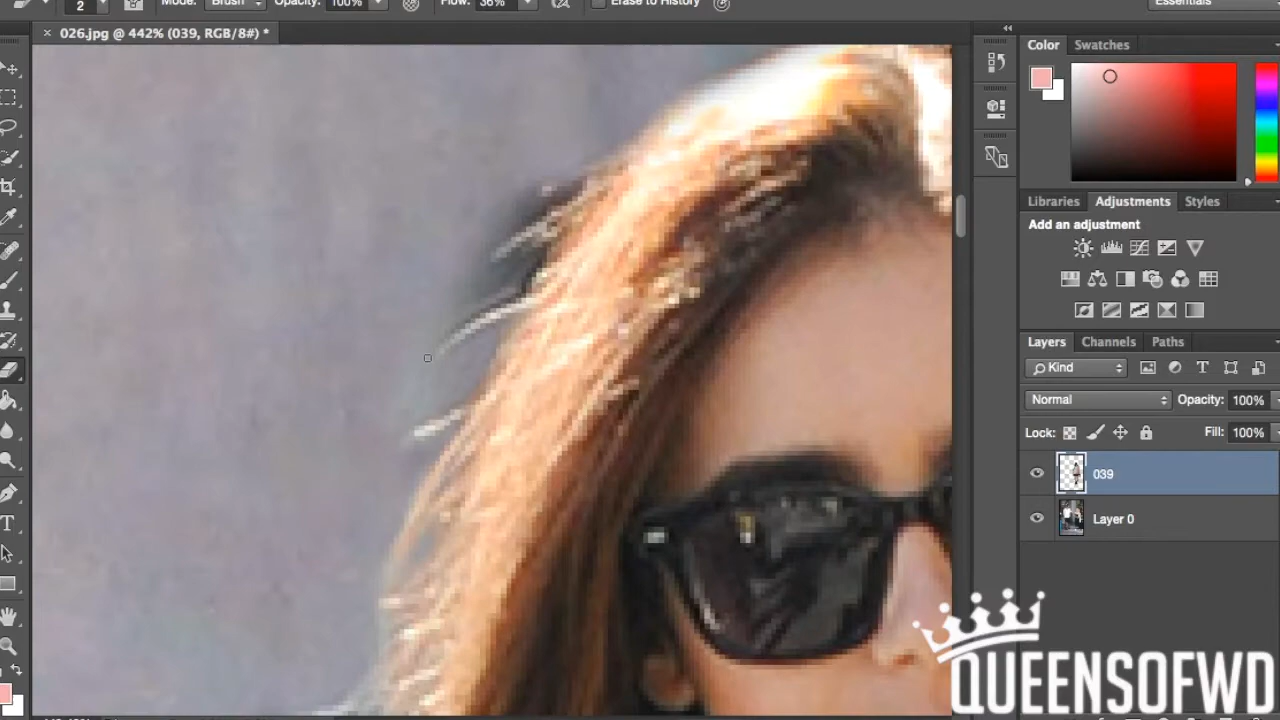 2
Mode:
Brush
Opacity:
100%
Flow:
36%
Erase to History
Essentials
× 026.jpg @ 442% (039, RGB/8#) *
Color
Swatches
Libraries
Adjustments
Styles
Add an adjustment
Layers
Channels
Paths
Kind
Normal
Opacity:
100%
Lock:
Fill:
100%
039
Layer 0
QUEENSOFWD